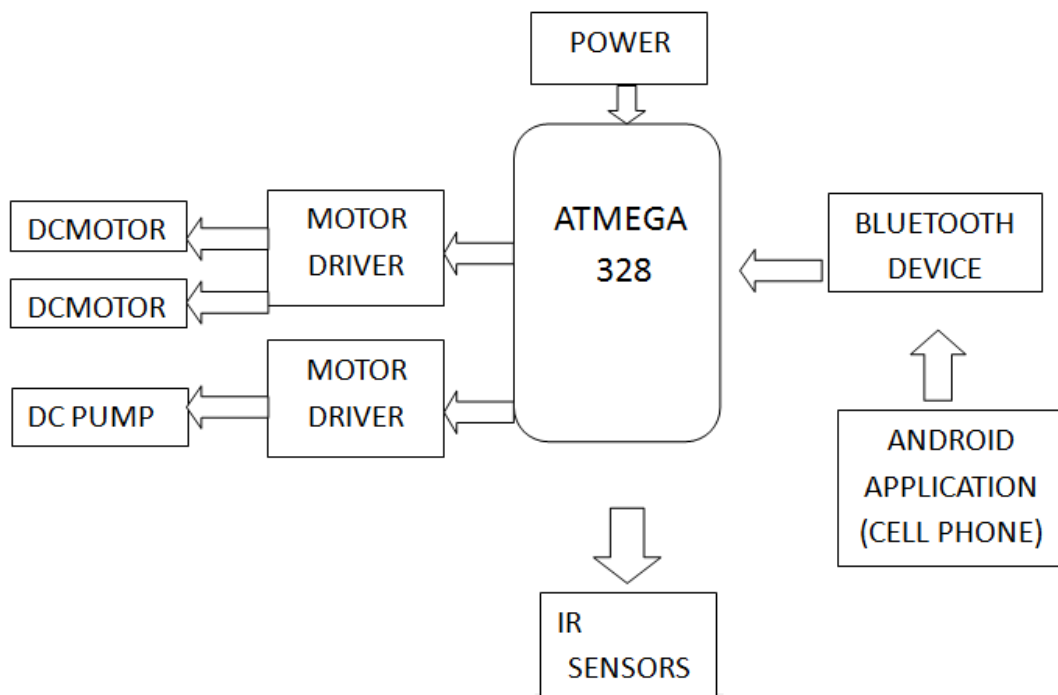 POWER
ATMEGA
328
DCMOTOR
DCMOTOR
MOTOR
DRIVER
BLUETOOTH
DEVICE
DC PUMP
MOTOR
DRIVER
ANDROID
APPLICATION
(CELL PHONE)
IR
SENSORS